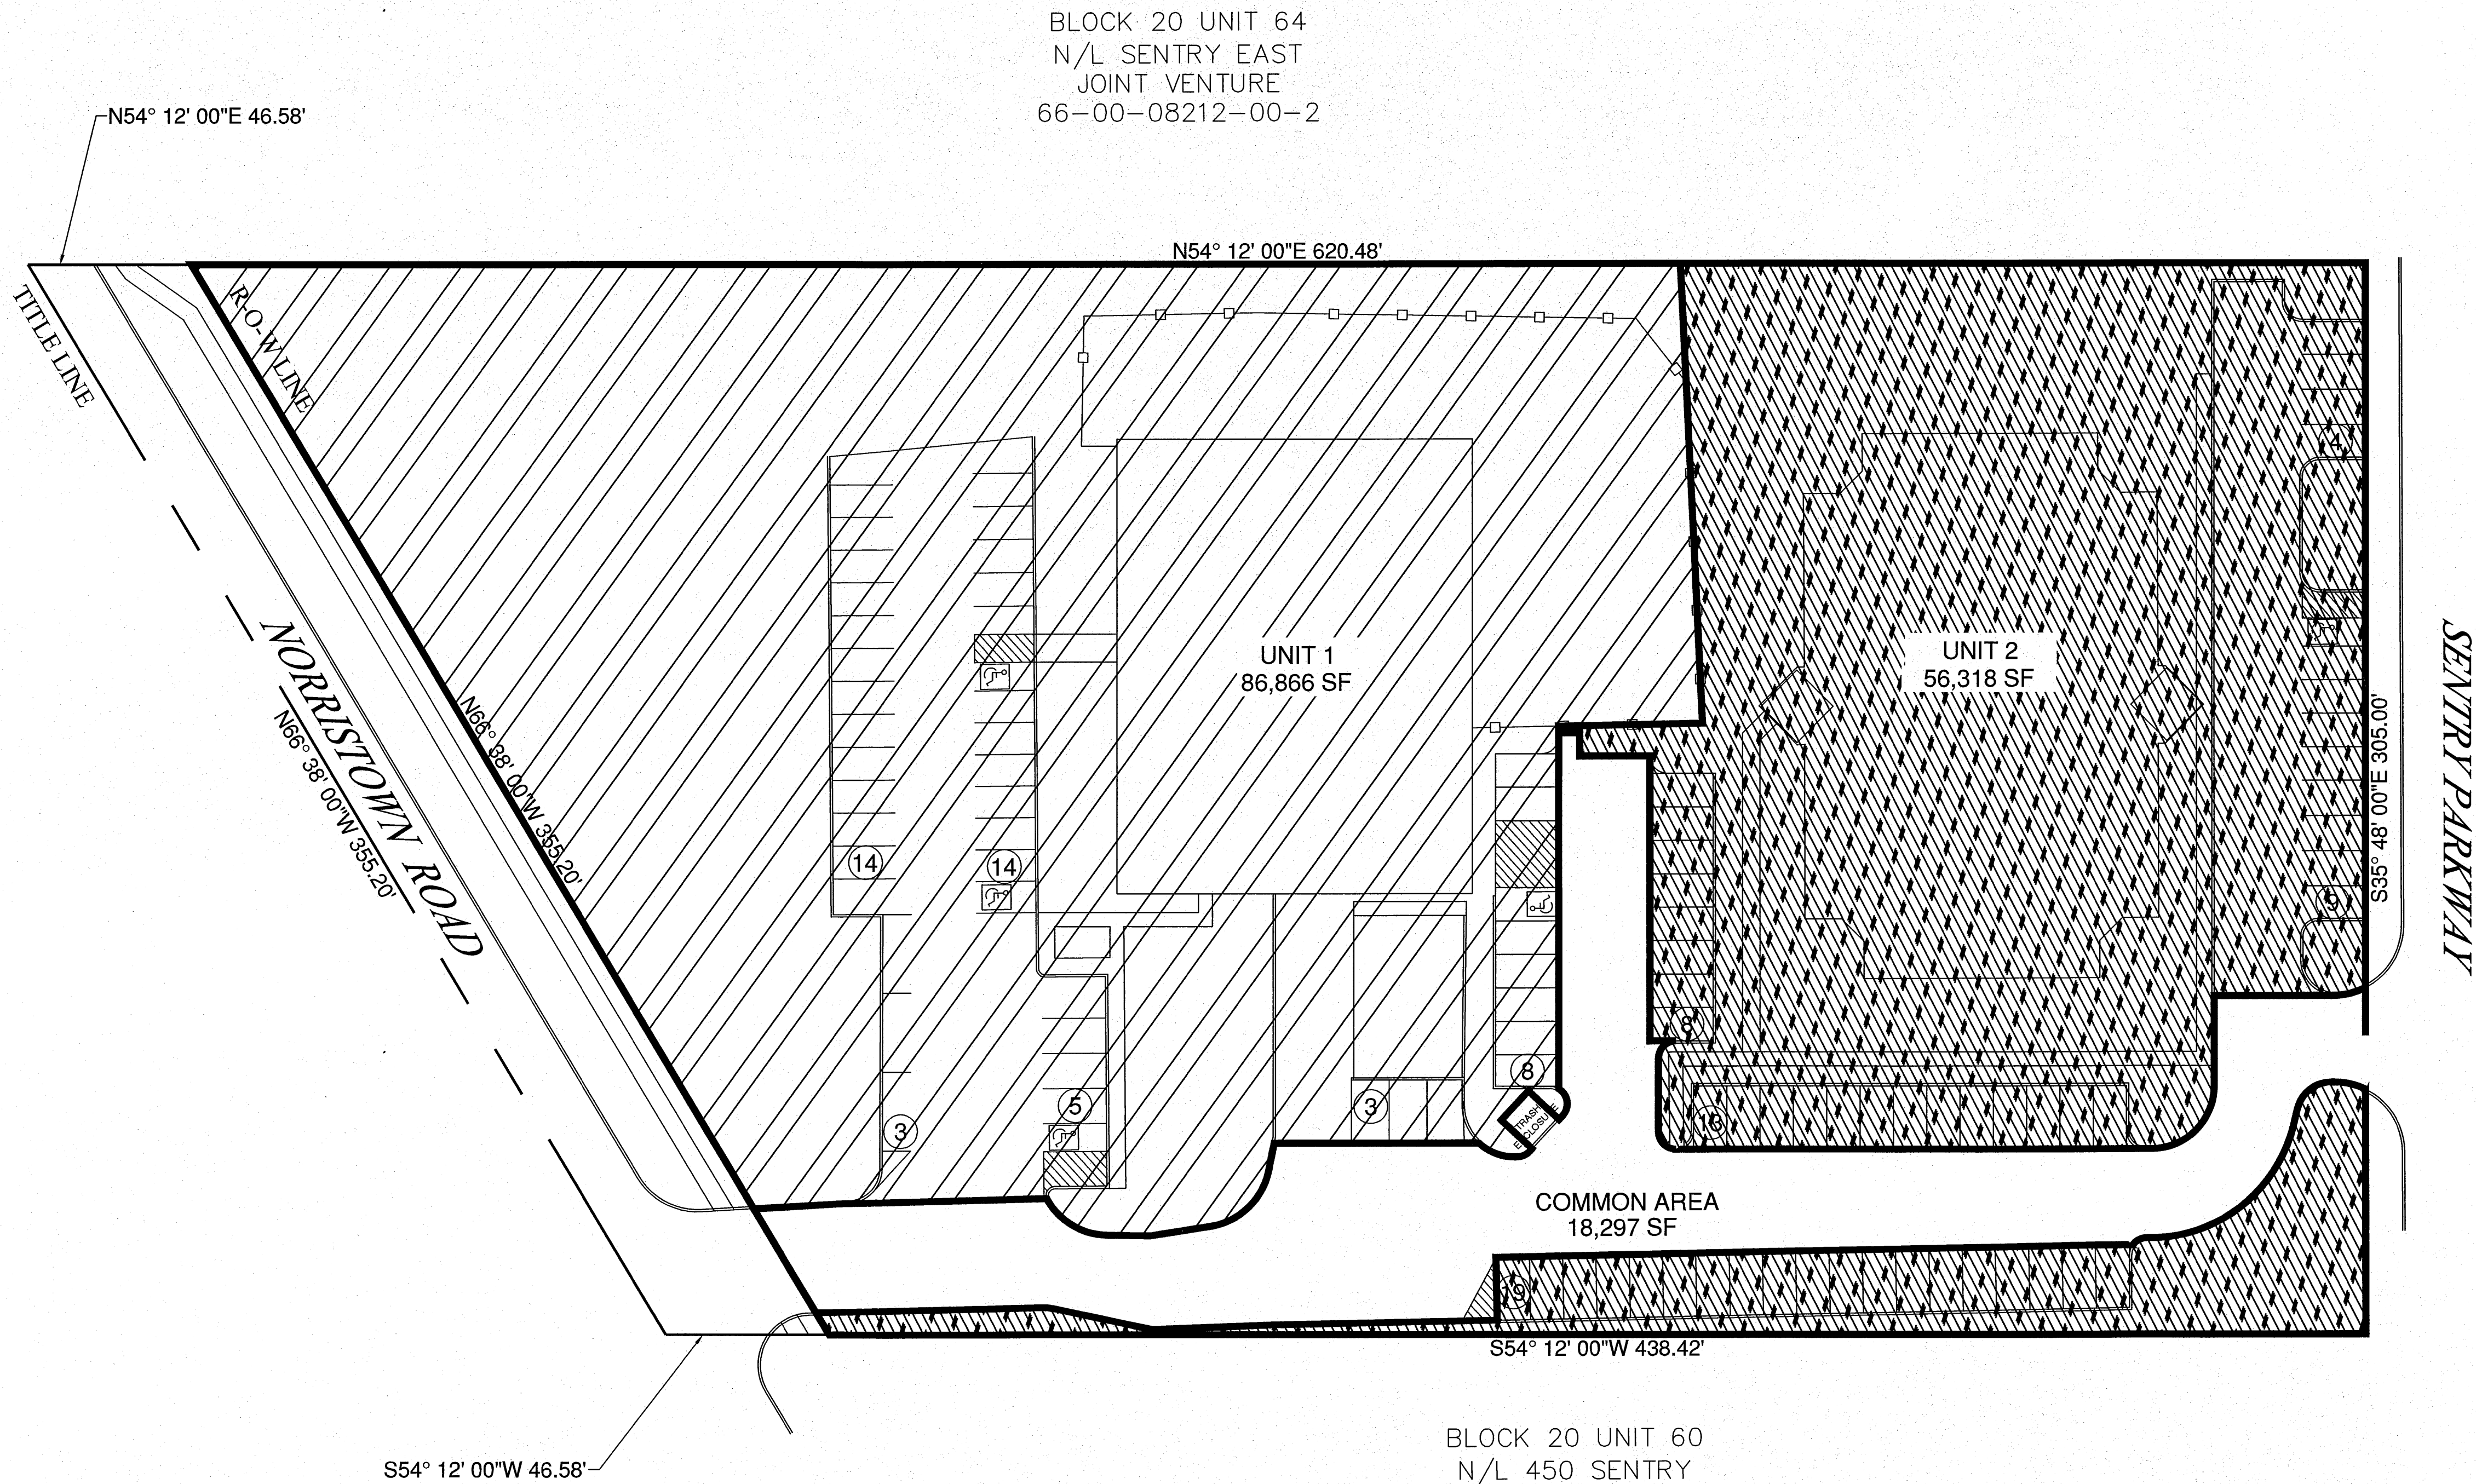 BLOCK 20 UNIT 64
N/L SENTRY EAST
JOINT VENTURE
66-00-08212-00-2
N54° 12' 00"E 46.58'
N54° 12' 00"E 620.48'
TITLE LINE
R-O-W LINE
NORRISTOWN ROAD
N66° 38' 00"W 355.20'
N66° 38' 00"W 355.20'
UNIT 1
86,866 SF
UNIT 2
56,318 SF
4
9
S35° 48' 00"E 305.00'
SENTRY PARKWAY
14
14
3
5
3
8
8
13
TRASH
ENCLOSURE
COMMON AREA
18,297 SF
19
S54° 12' 00"W 438.42'
S54° 12' 00"W 46.58'
BLOCK 20 UNIT 60
N/L 450 SENTRY